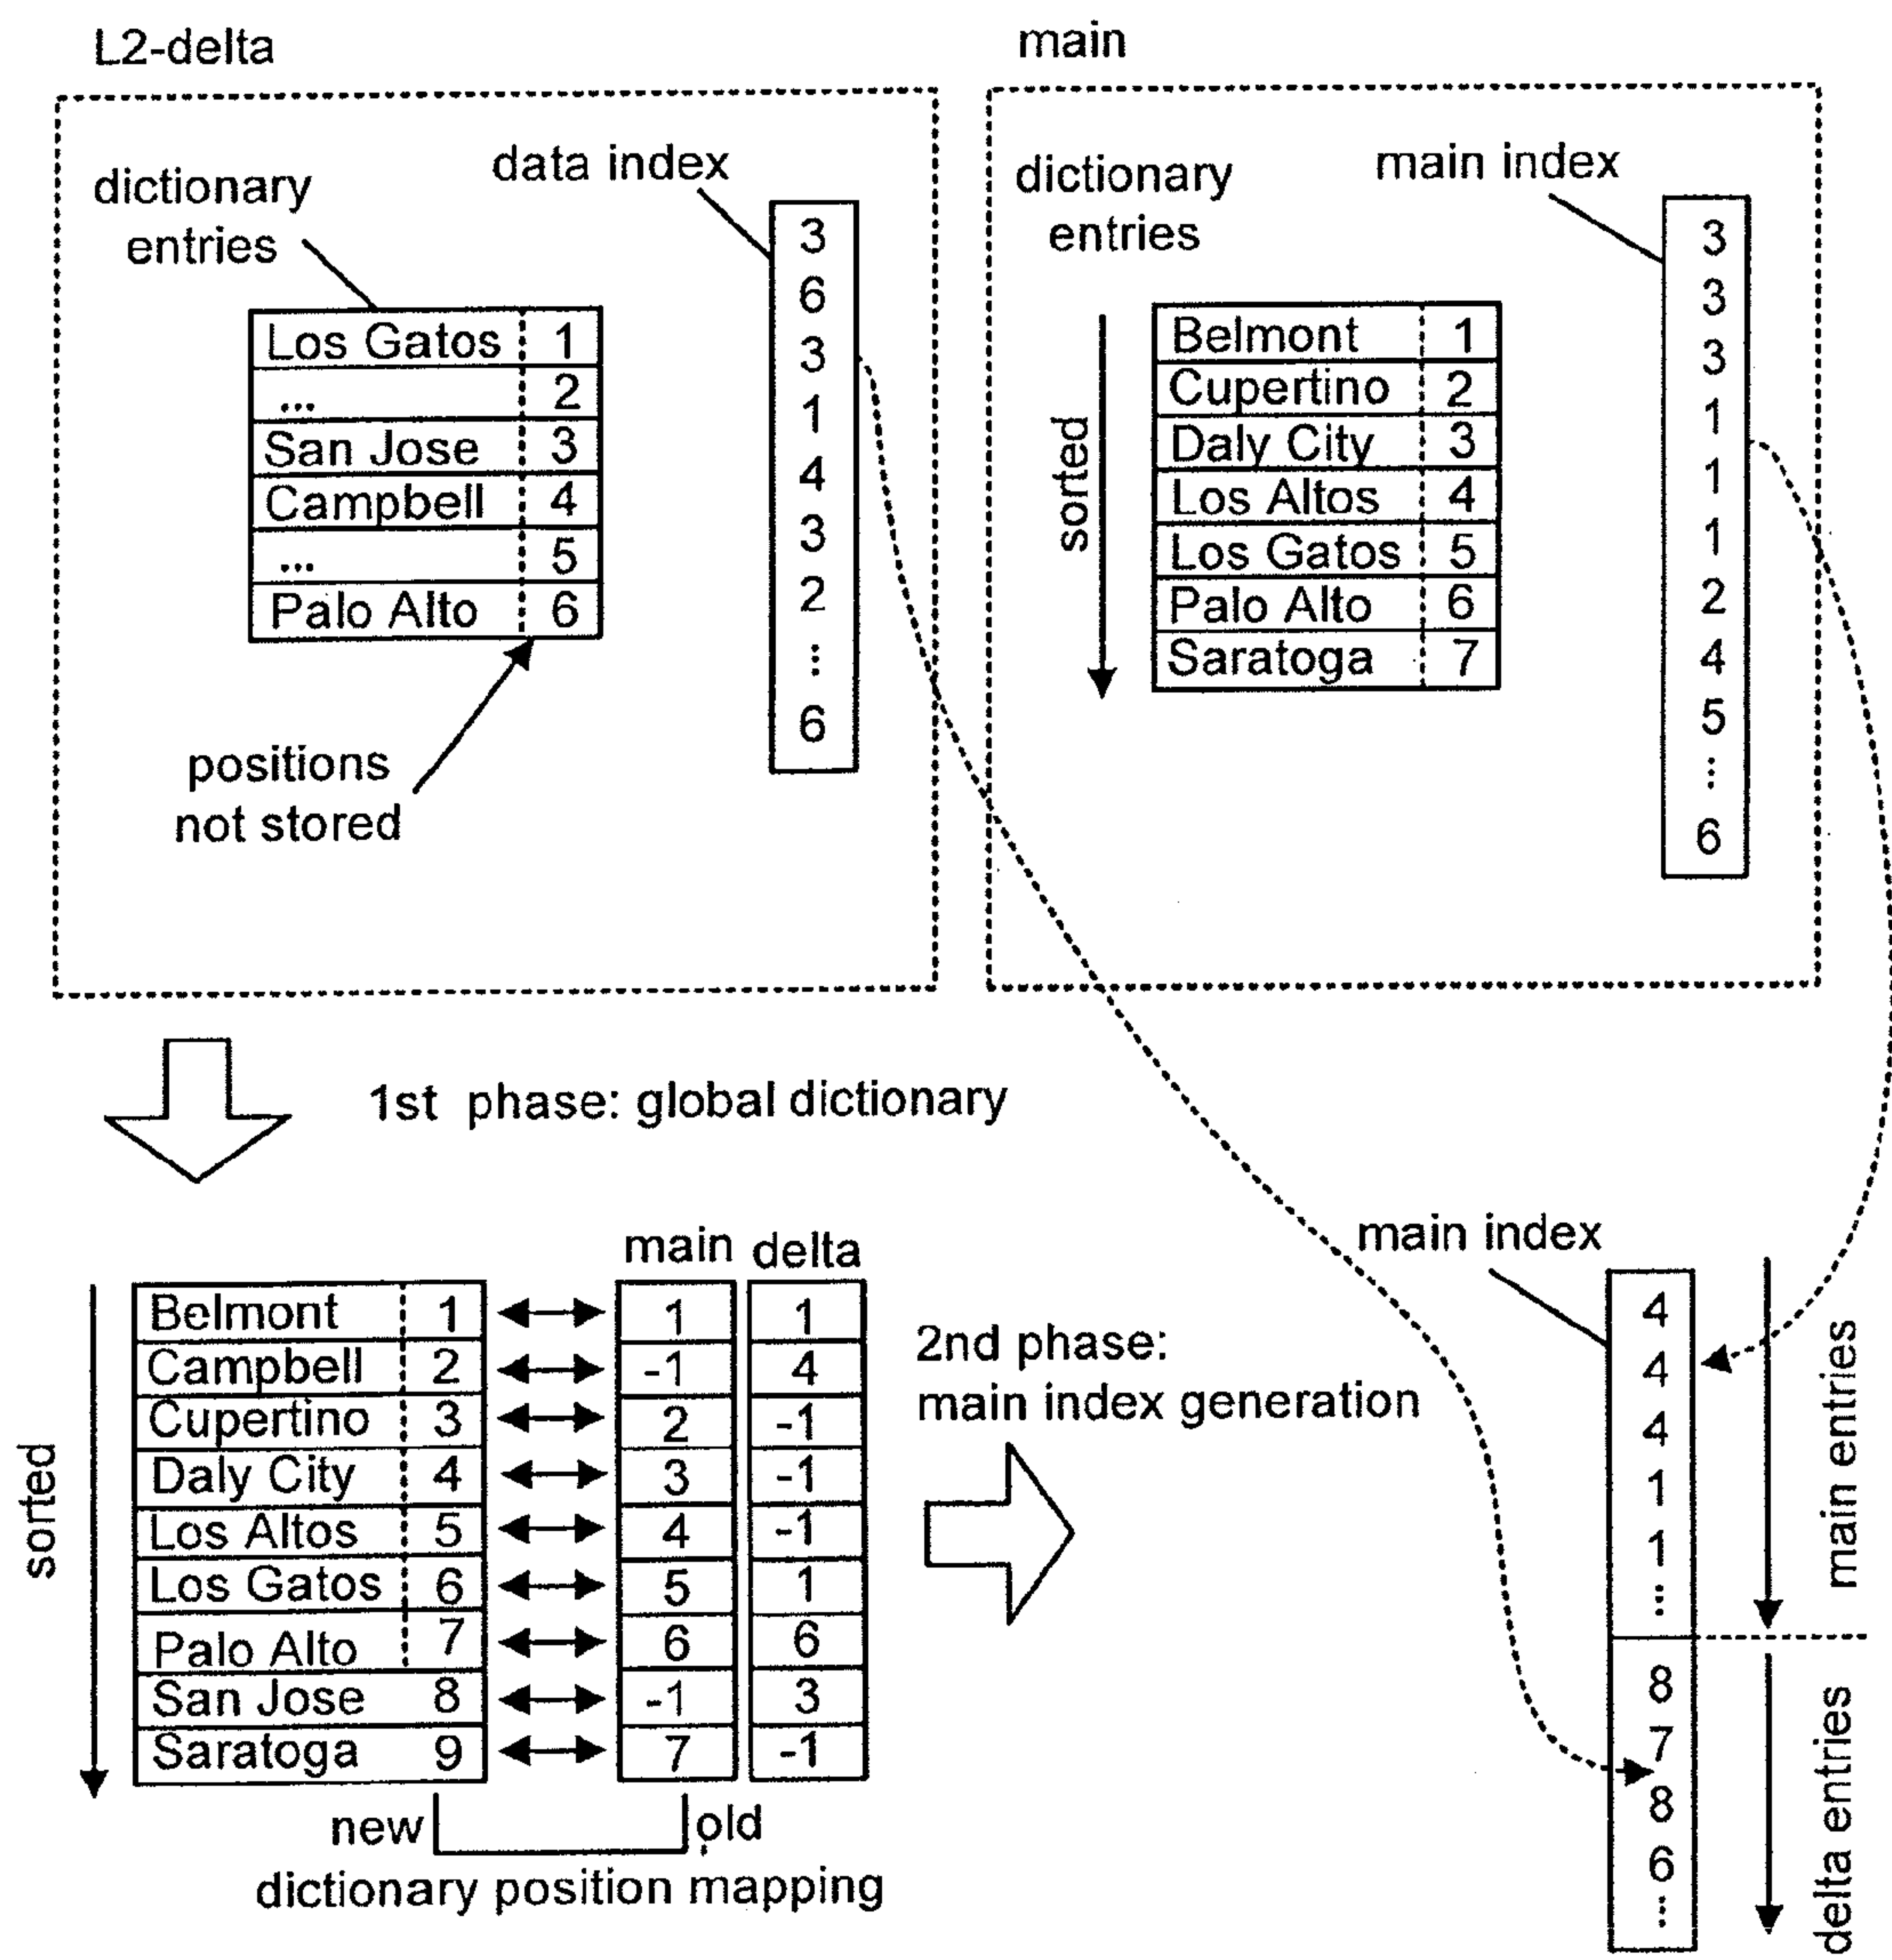 L2-delta
dictionary
entries
data index
Los Gatos 1
... 2
San Jose 3
Campbell 4
... 5
Palo Alto 6
positions
not stored
3
6
3
1
4
3
2
...
6
main
dictionary
entries
main index
sorted
Belmont 1
Cupertino 2
Daly City 3
Los Altos 4
Los Gatos 5
Palo Alto 6
Saratoga 7
3
3
3
1
1
1
2
4
5
...
6
1st phase: global dictionary
main delta
sorted
Belmont 1 1 1
Campbell 2 -1 4
Cupertino 3 2 -1
Daly City 4 3 -1
Los Altos 5 4 -1
Los Gatos 6 5 1
Palo Alto 7 6 6
San Jose 8 -1 3
Saratoga 9 7 -1
new old
dictionary position mapping
2nd phase:
main index generation
main index
4
4
4
1
1
...
8
7
8
6
...
main entries
delta entries